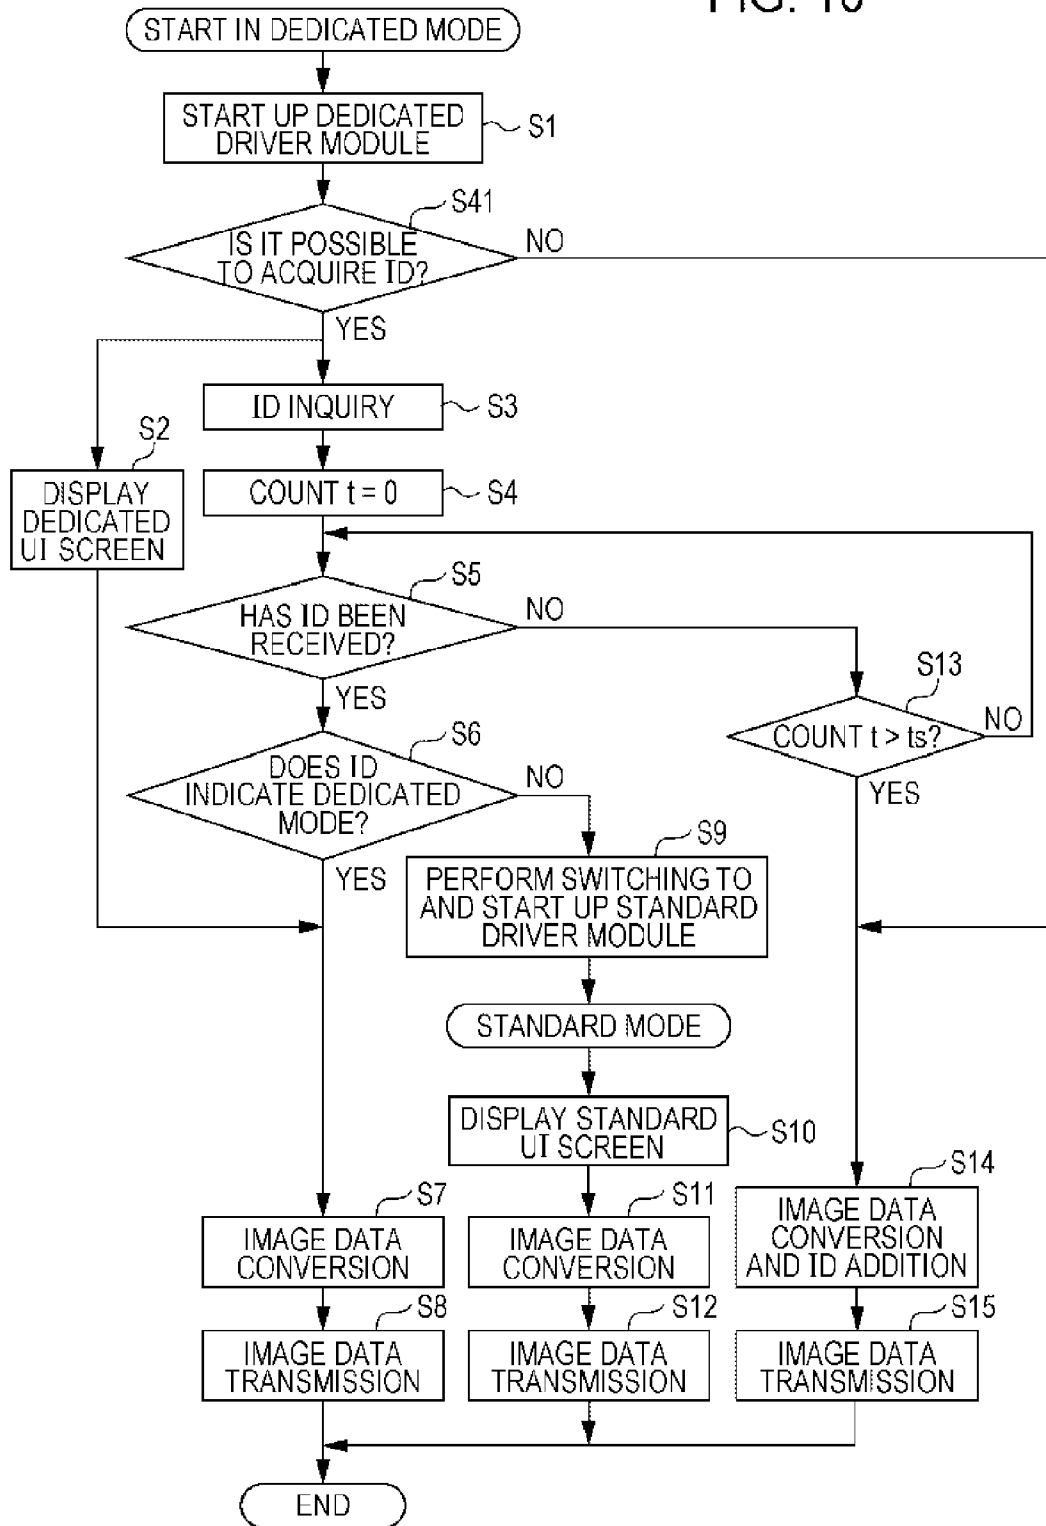 FIG. 10
START IN DEDICATED MODE
START UP DEDICATED
DRIVER MODULE
S1
S41
IS IT POSSIBLE
TO ACQUIRE ID?
NO
YES
ID INQUIRY
S3
S2
DISPLAY
DEDICATED
UI SCREEN
COUNT t = 0
S4
S5
HAS ID BEEN
RECEIVED?
NO
YES
S13
COUNT t > ts?
NO
YES
S6
DOES ID
INDICATE DEDICATED
MODE?
NO
YES
S9
PERFORM SWITCHING TO
AND START UP STANDARD
DRIVER MODULE
STANDARD MODE
DISPLAY STANDARD
UI SCREEN
S10
S7
IMAGE DATA
CONVERSION
S11
IMAGE DATA
CONVERSION
S14
IMAGE DATA
CONVERSION
AND ID ADDITION
S8
IMAGE DATA
TRANSMISSION
S12
IMAGE DATA
TRANSMISSION
S15
IMAGE DATA
TRANSMISSION
END